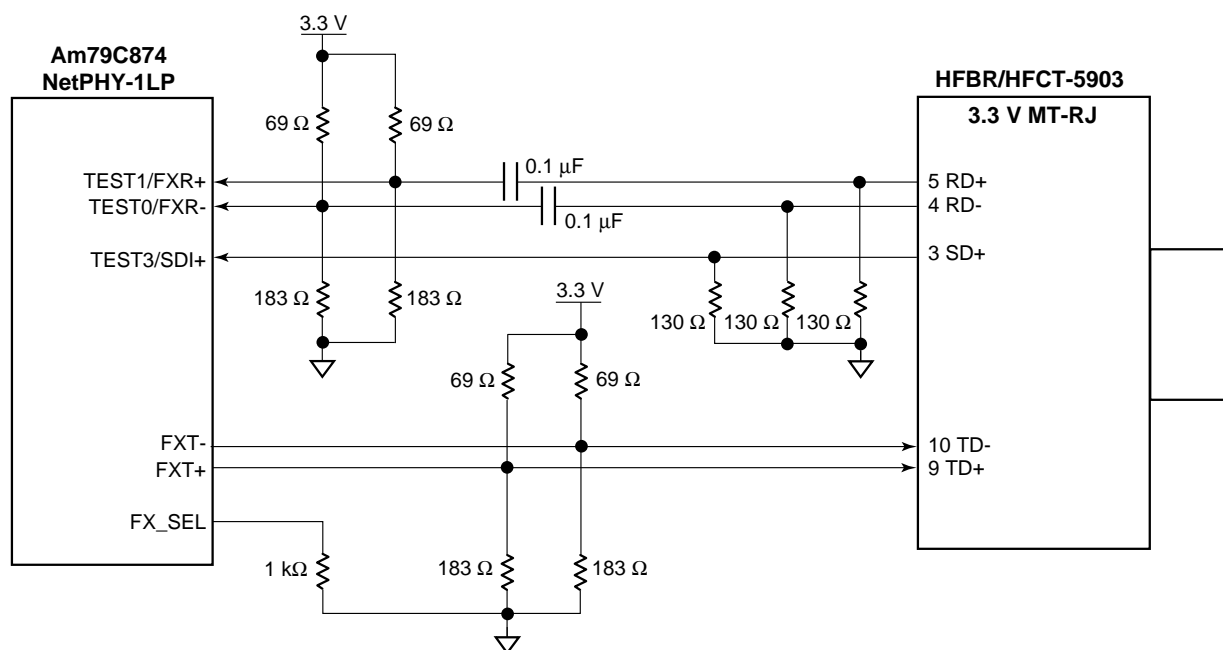 3.3 V
Am79C874
NetPHY-1LP
HFBR/HFCT-5903
3.3 V MT-RJ
69 Ω
69 Ω
0.1 µF
TEST1/FXR+
5 RD+
TEST0/FXR-
4 RD-
0.1 µF
TEST3/SDI+
3 SD+
183 Ω
183 Ω
3.3 V
130 Ω
130 Ω
130 Ω
69 Ω
69 Ω
FXT-
10 TD-
FXT+
9 TD+
FX_SEL
1 kΩ
183 Ω
183 Ω